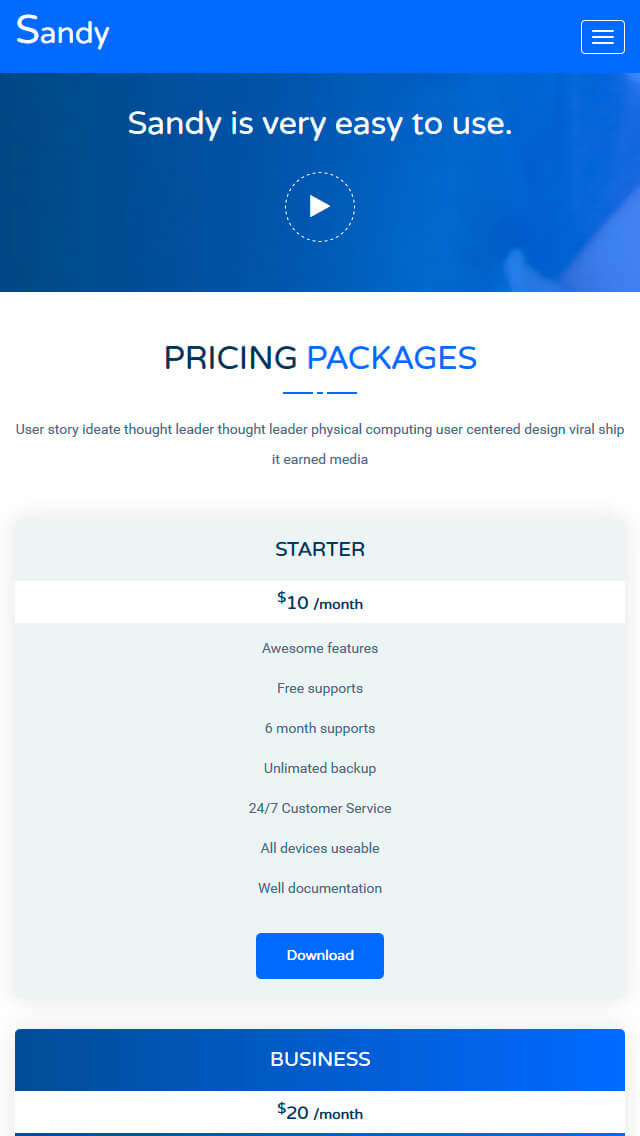 Sandy
Sandy is very easy to use.
PRICING PACKAGES
User story ideate thought leader thought leader physical computing user centered design viral ship
it earned media
STARTER
$10 /month
Awesome features
Free supports
6 month supports
Unlimated backup
24/7 Customer Service
All devices useable
Well documentation
Download
BUSINESS
$20 /month